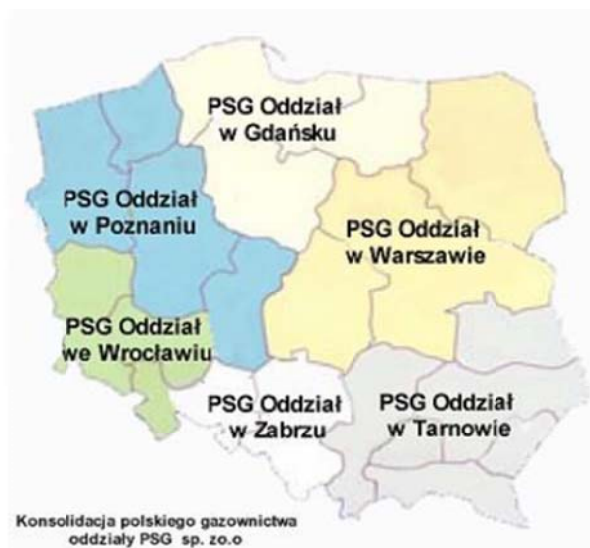 PSG Oddział
w Gdańsku
PSG Oddział
w Poznaniu
PSG Oddział
w Warszawie
PSG Oddział
we Wrocławiu
PSG Oddział
w Zabrzu
PSG Oddział
w Tarnowie
Konsolidacja polskiego gazownictwa
oddziały PSG sp. zo.o